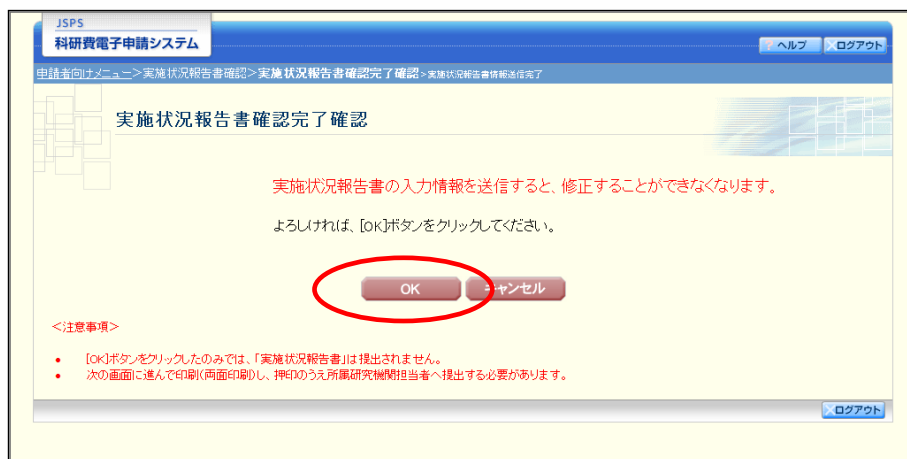 JSPS
科研費電子申請システム
? ヘルプ
×ログアウト
申請者向けメニュー>実施状況報告書確認>実施状況報告書確認完了確認>実施状況報告書情報送信完了
実施状況報告書確認完了確認
実施状況報告書の入力情報を送信すると、修正することができなくなります。
よろしければ、[OK]ボタンをクリックしてください。
OK
キャンセル
<注意事項>
• [OK]ボタンをクリックしたのみでは、「実施状況報告書」は提出されません。
• 次の画面に進んで印刷(両面印刷)し、押印のうえ所属研究機関担当者へ提出する必要があります。
×ログアウト